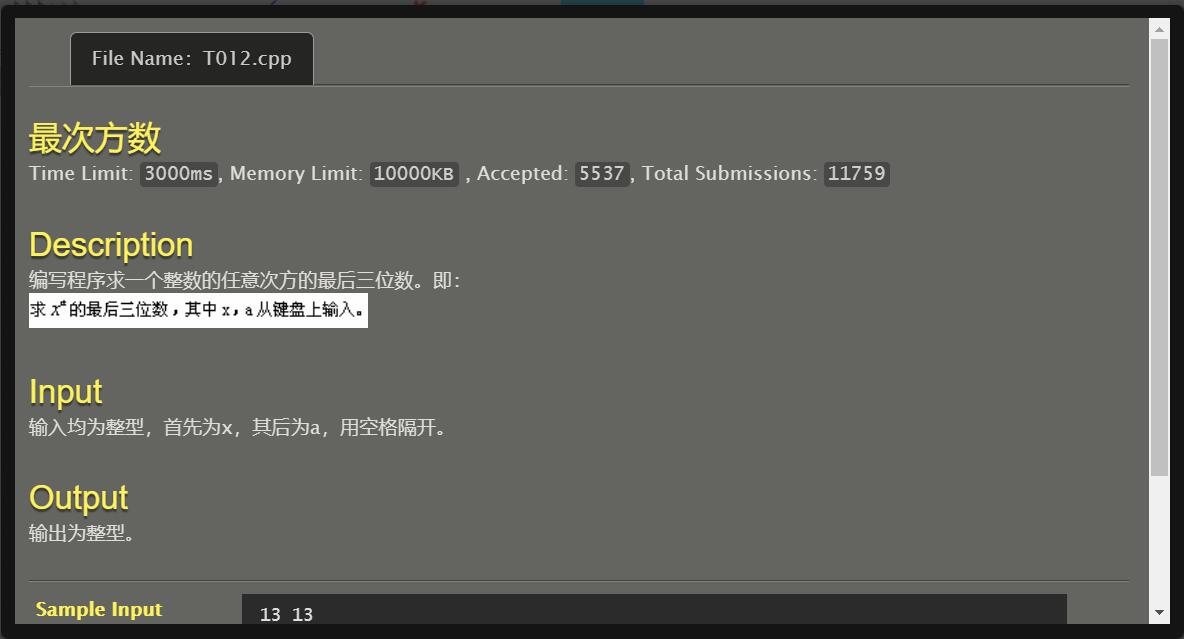 File Name：T012.cpp
最次方数
Time Limit: 3000ms, Memory Limit: 10000KB , Accepted: 5537, Total Submissions: 11759
Description
编写程序求一个整数的任意次方的最后三位数。即：
求 xᵃ 的最后三位数，其中 x，a 从键盘上输入。
Input
输入均为整型，首先为x，其后为a，用空格隔开。
Output
输出为整型。
Sample Input
13 13